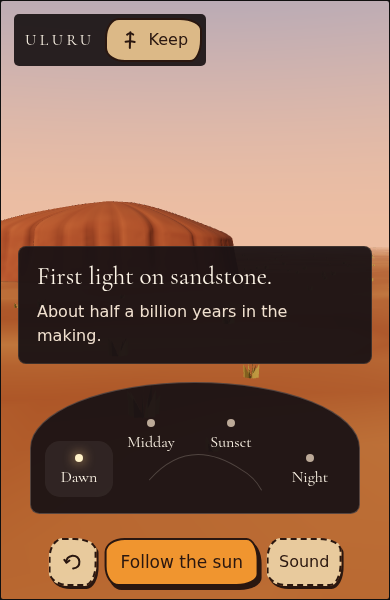 ULURU
Keep
First light on sandstone.
About half a billion years in the
making.
Midday
Sunset
Dawn
Night
Follow the sun
Sound